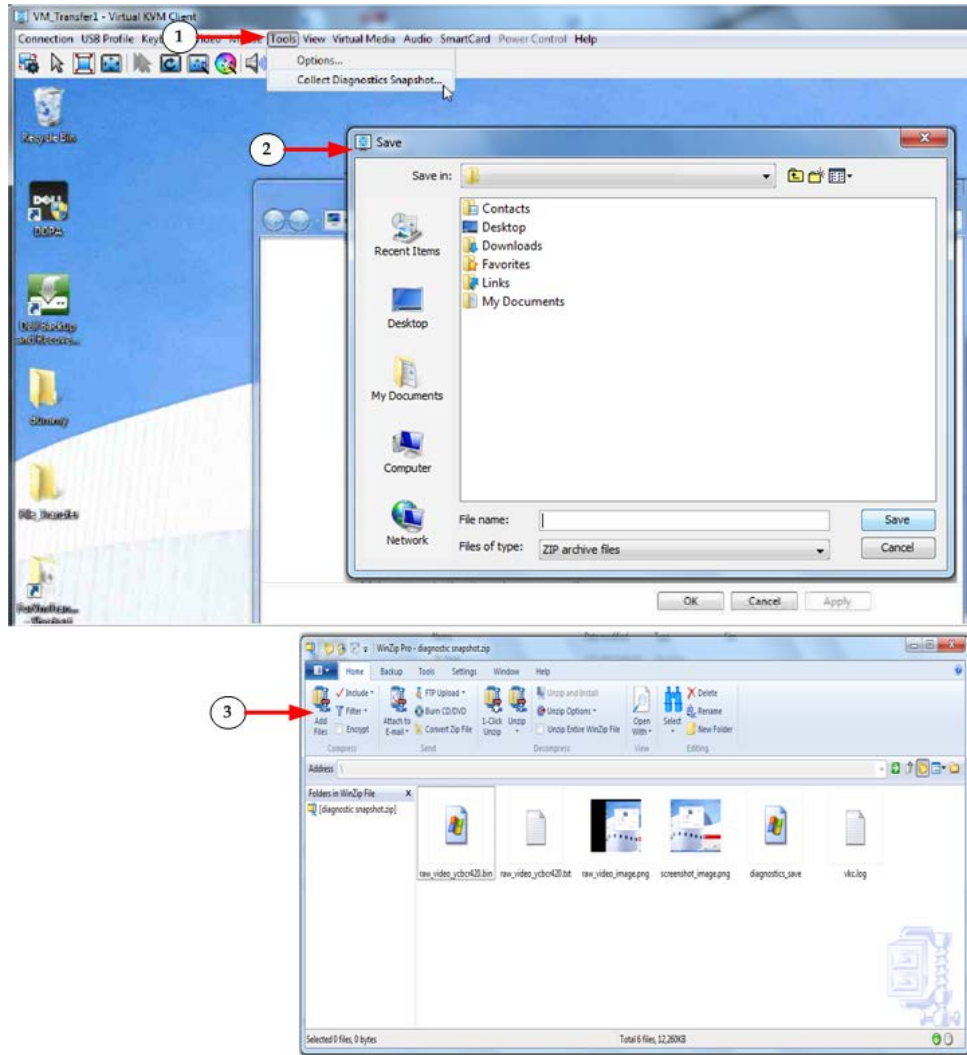 VM_Transfer1 - Virtual KVM Client
1
Connection USB Profile Tools View Virtual Media Audio SmartCard Power Control Help
Options...
Collect Diagnostics Snapshot...
Recycle Bin
DELL
2
Save
Save in:
Contacts
Desktop
Downloads
Favorites
Links
My Documents
Recent Items
Desktop
My Documents
Computer
Network
File name:
Save
Files of type:
ZIP archive files
Cancel
Dell Backup
and Recove...
OK
Cancel
Apply
3
WinZip Pro - diagnostic snapshot.zip
Home Backup Tools Settings Window Help
Add Files
Include
Filter
Encrypt
Compress
Attach to E-mail
FTP Upload
Burn CD/DVD
Convert Zip File
Send
1-Click Unzip
Unzip
Unzip and Install
Unzip Options
Unzip Entire WinZip File
Decompress
Open With
View
Select
Delete
Rename
New Folder
Editing
Address \
Folders in WinZip File X
[diagnostic snapshot.zip]
raw_video_ycbcr420.bin
raw_video_ycbcr420.txt
raw_video_image.png
screenshot_image.png
diagnostics_save
vkc.log
Selected 0 files, 0 bytes
Total 6 files, 12,260KB